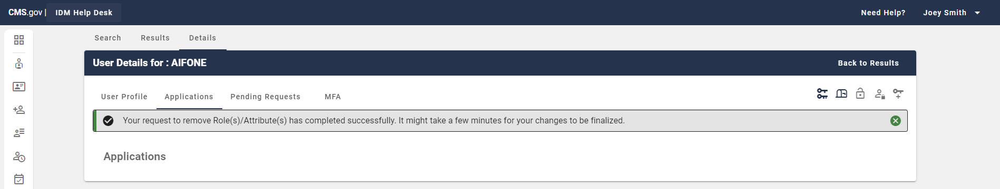 CMS.gov | IDM Help Desk Need Help? Joey Smith
Search Results Details
User Details for : AIFONE Back to Results
User Profile Applications Pending Requests MFA
Your request to remove Role(s)/Attribute(s) has completed successfully. It might take a few minutes for your changes to be finalized.
Applications